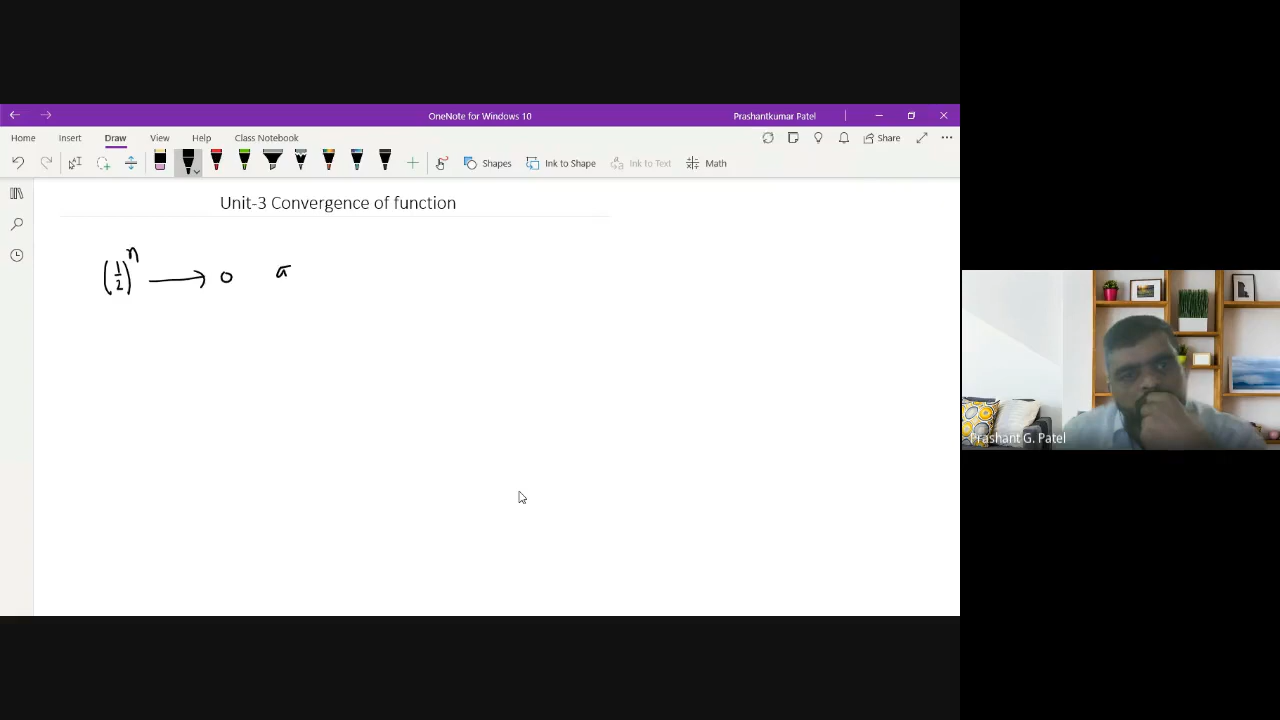 OneNote for Windows 10 Prashantkumar Patel
Home Insert Draw View Help Class Notebook Share
Shapes Ink to Shape Ink to Text Math
Unit-3 Convergence of function
(1/2)^n ⟶ 0
Prashant G. Patel